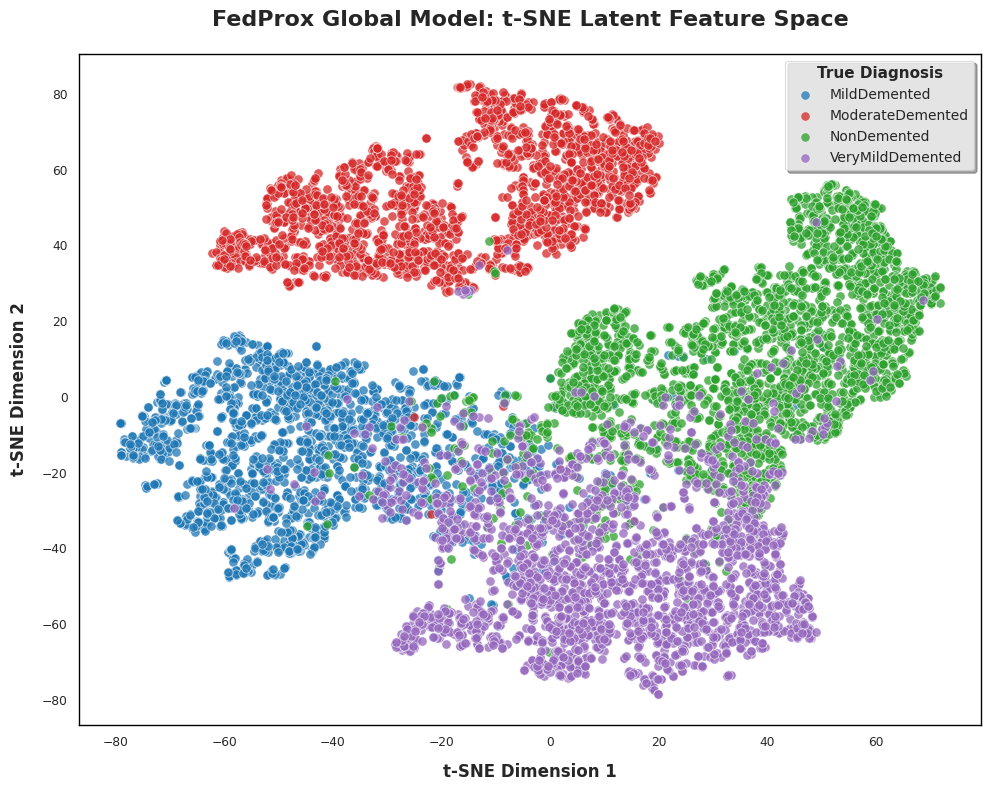 FedProx Global Model: t-SNE Latent Feature Space
True Diagnosis
MildDemented
ModerateDemented
NonDemented
VeryMildDemented
t-SNE Dimension 2
80
60
40
20
0
−20
−40
−60
−80
−80
−60
−40
−20
0
20
40
60
t-SNE Dimension 1